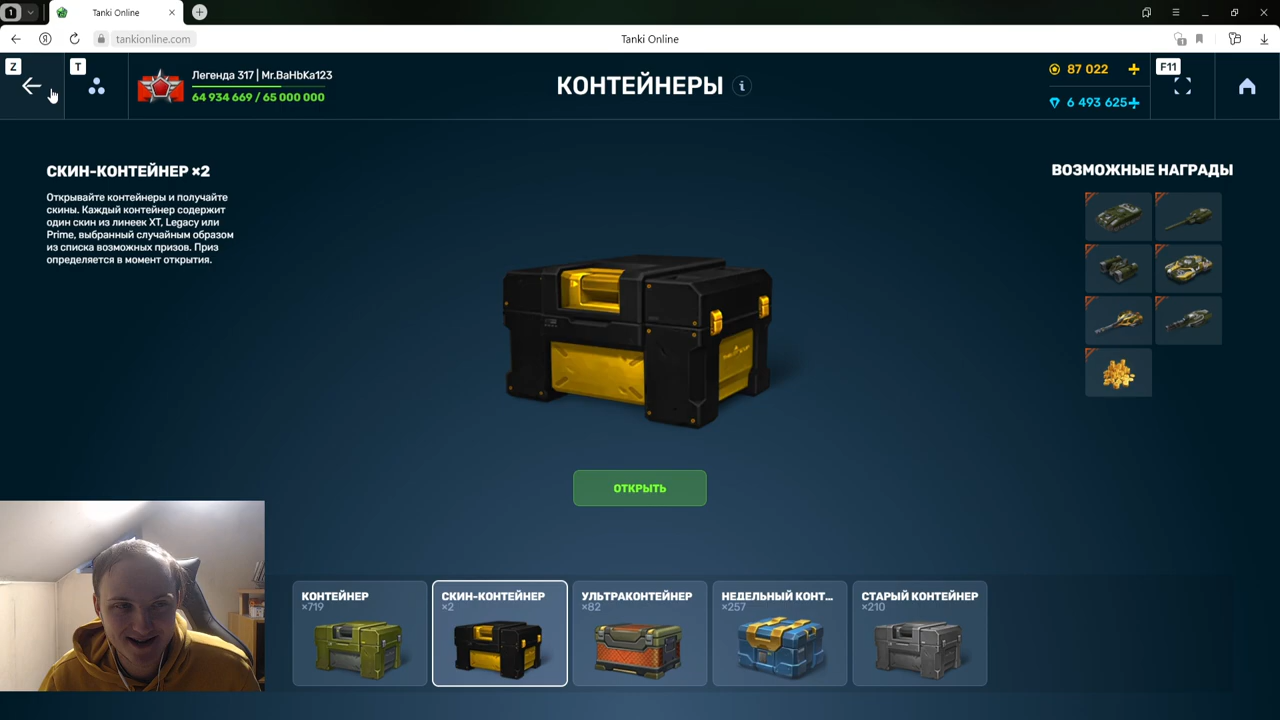 1
Tanki Online
tankionline.com
Tanki Online
Z
T
Легенда 317 | Mr.BaHbKa123
64 934 669 / 65 000 000
КОНТЕЙНЕРЫ
i
87 022
6 493 625
F11
СКИН-КОНТЕЙНЕР ×2
Открывайте контейнеры и получайте
скины. Каждый контейнер содержит
один скин из линеек XT, Legacy или
Prime, выбранный случайным образом
из списка возможных призов. Приз
определяется в момент открытия.
ВОЗМОЖНЫЕ НАГРАДЫ
ОТКРЫТЬ
КОНТЕЙНЕР
×719
СКИН-КОНТЕЙНЕР
×2
УЛЬТРАКОНТЕЙНЕР
×82
НЕДЕЛЬНЫЙ КОНТ...
×257
СТАРЫЙ КОНТЕЙНЕР
×210